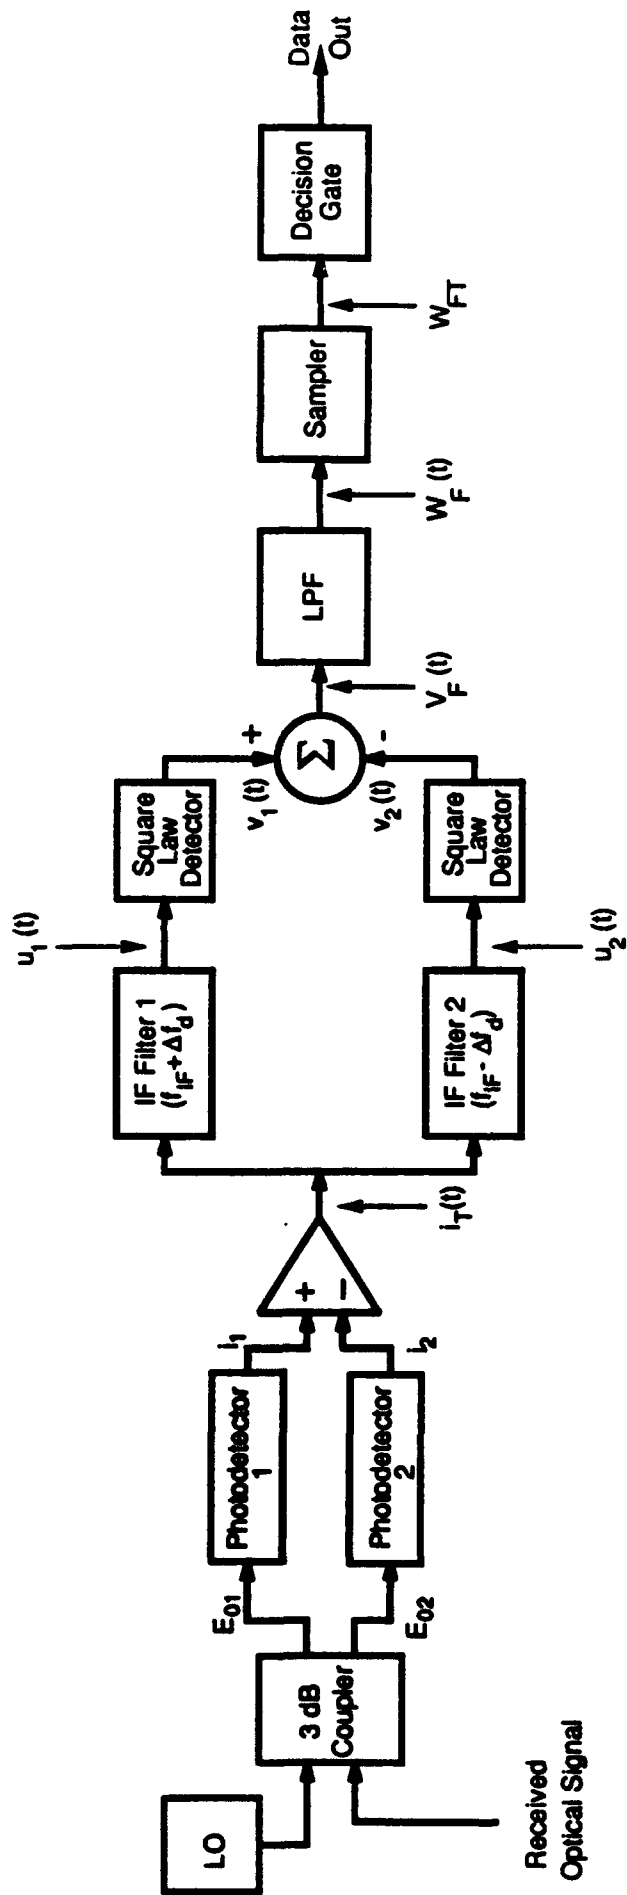 LO
Received
Optical Signal
3 dB
Coupler
E01
E02
Photodetector
1
Photodetector
2
i1
i2
+
−
iT(t)
IF Filter 1
(fIF + Δfd)
IF Filter 2
(fIF - Δfd)
u1(t)
u2(t)
Square
Law
Detector
Square
Law
Detector
v1(t)
+
v2(t)
-
Σ
VF(t)
LPF
WF(t)
Sampler
WFT
Decision
Gate
Data
Out